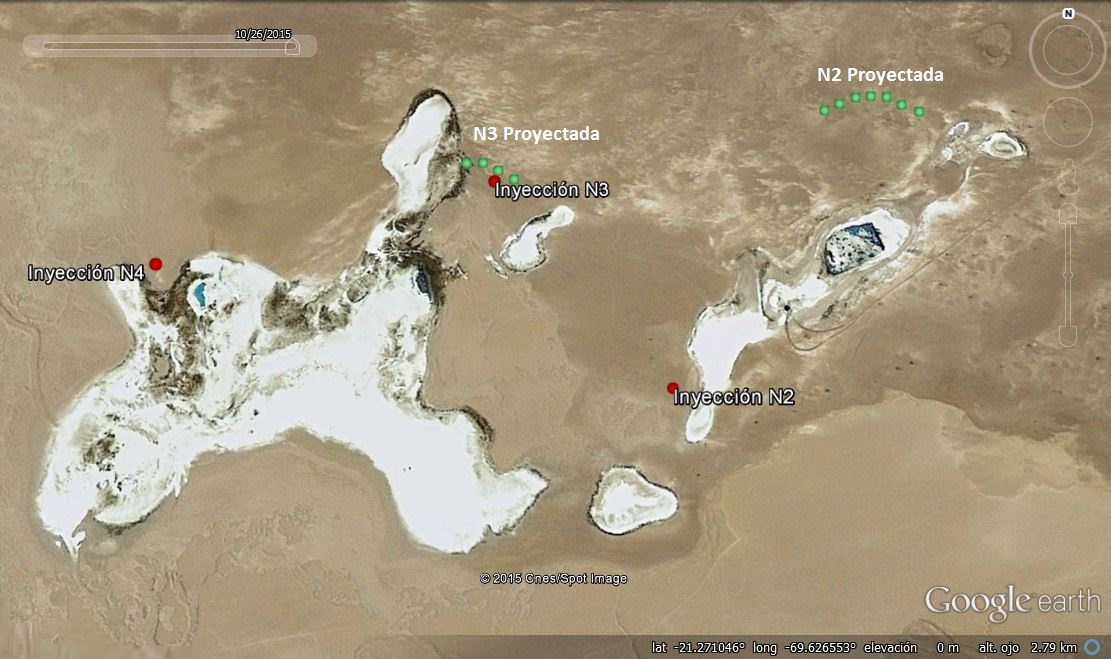 10/26/2015
N
N2 Proyectada
N3 Proyectada
Inyección N3
Inyección N4
Inyección N2
© 2015 Cnes/Spot Image
Google earth
lat -21.271046° long -69.626553° elevación 0 m alt. ojo 2.79 km